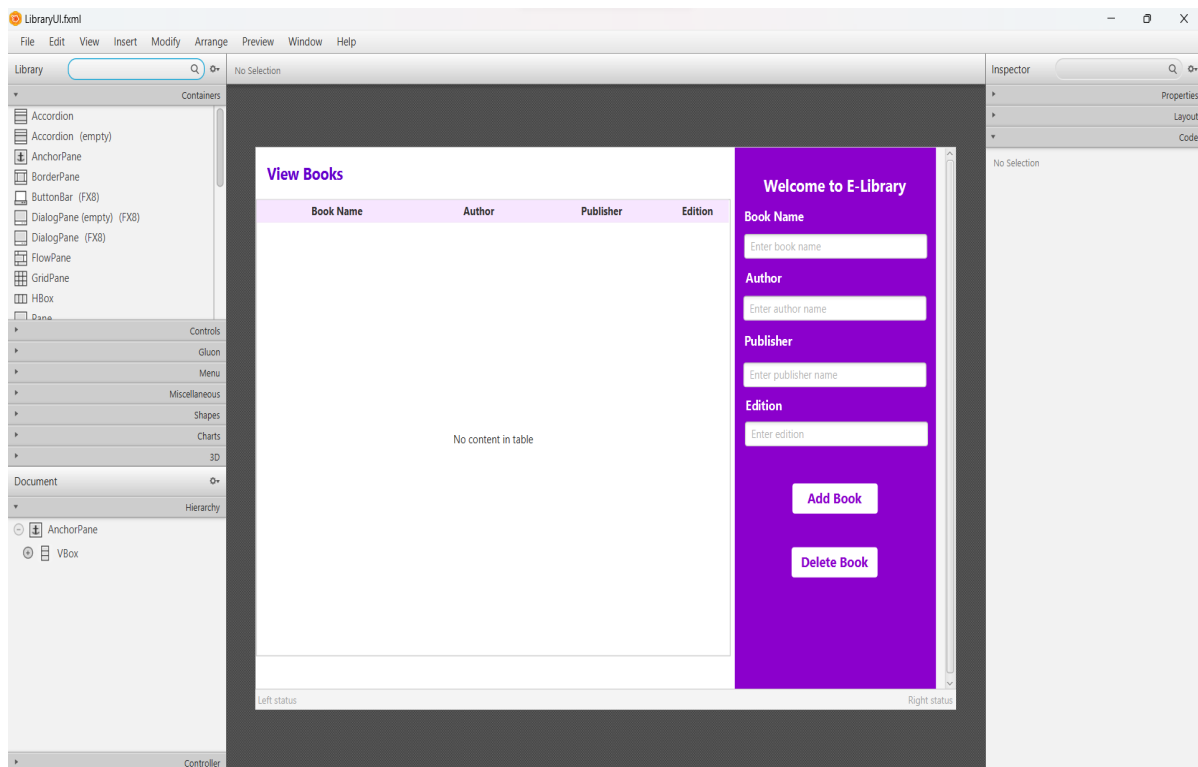 LibraryUI.fxml
File Edit View Insert Modify Arrange Preview Window Help
Library
Containers
Accordion
Accordion (empty)
AnchorPane
BorderPane
ButtonBar (FX8)
DialogPane (empty) (FX8)
DialogPane (FX8)
FlowPane
GridPane
HBox
Pane
Controls
Gluon
Menu
Miscellaneous
Shapes
Charts
3D
Document
Hierarchy
AnchorPane
VBox
Controller
No Selection
View Books
Book Name Author Publisher Edition
No content in table
Left status
Welcome to E-Library
Book Name
Enter book name
Author
Enter author name
Publisher
Enter publisher name
Edition
Enter edition
Add Book
Delete Book
Right status
Inspector
Properties
Layout
Code
No Selection